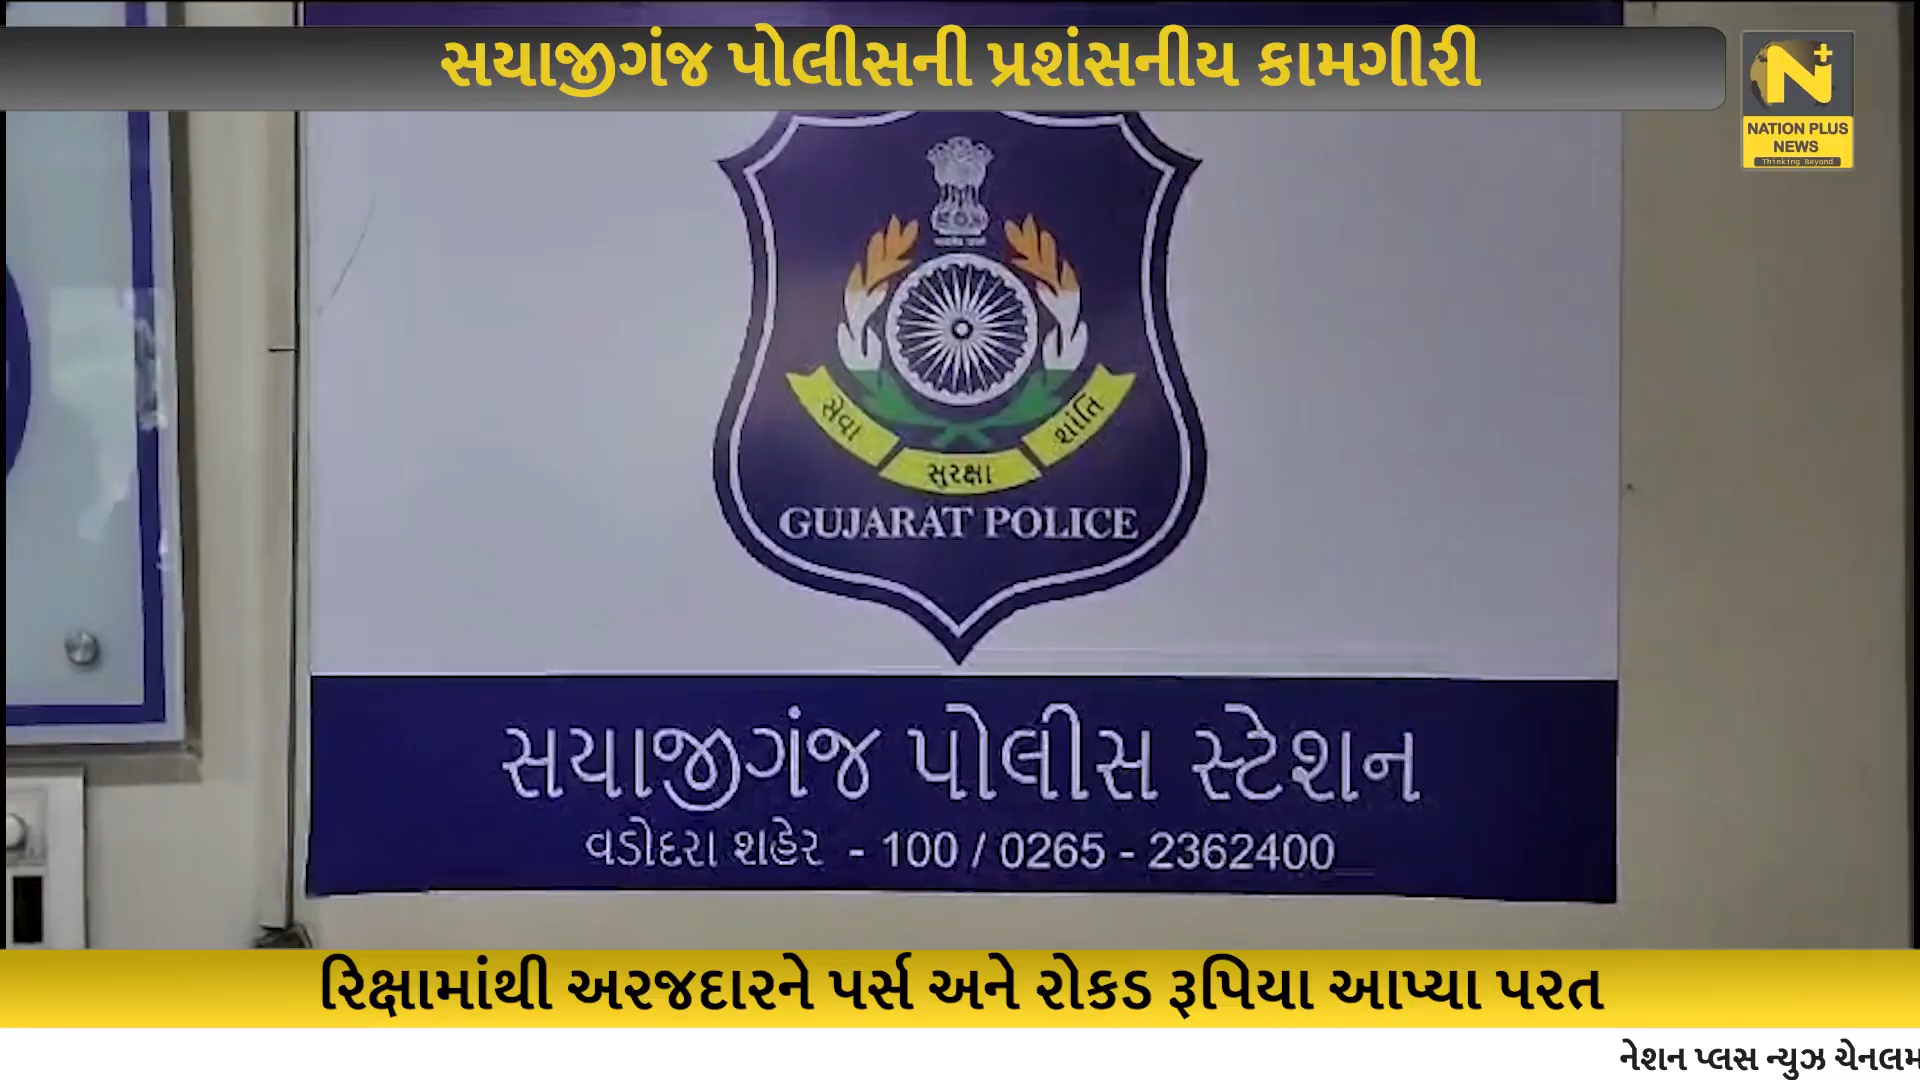 સયાજીગંજ પોલીસની પ્રશંસનીય કામગીરી
NATION PLUS
NEWS
Thinking Beyond
સેવા
સુરક્ષા
શાંતિ
GUJARAT POLICE
સયાજીગંજ પોલીસ સ્ટેશન
વડોદરા શહેર - 100 / 0265 - 2362400
રિક્ષામાંથી અરજદારને પર્સ અને રોકડ રૂપિયા આપ્યા પરત
નેશન પ્લસ ન્યુઝ ચેનલમ